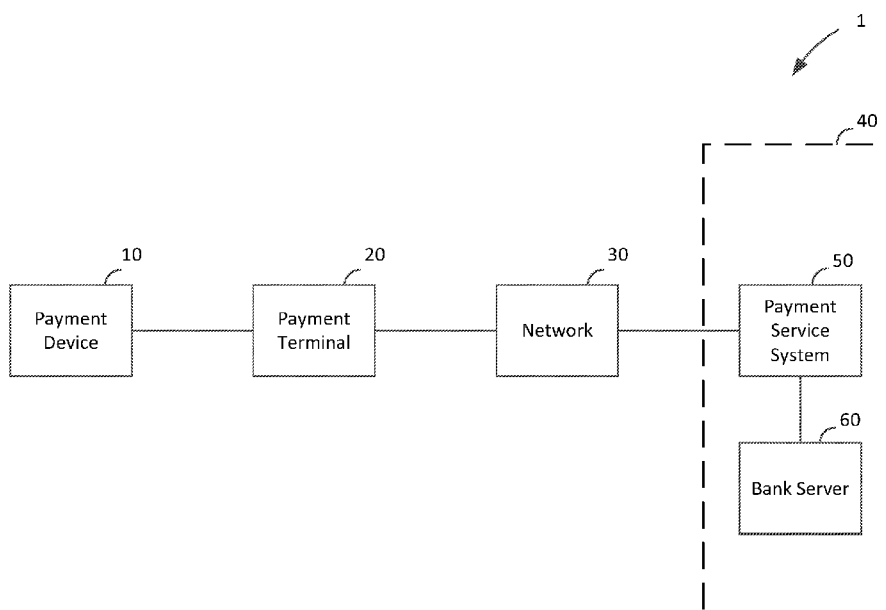 1
40
10
20
30
50
Payment
Device
Payment
Terminal
Network
Payment
Service
System
60
Bank Server